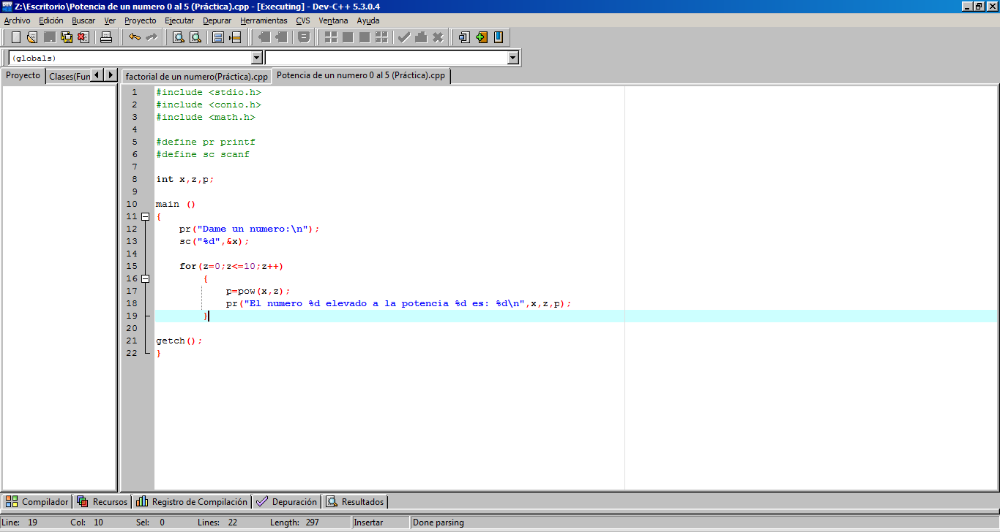 Z:\Escritorio\Potencia de un numero 0 al 5 (Práctica).cpp - [Executing] - Dev-C++ 5.3.0.4
Archivo Edición Buscar Ver Proyecto Ejecutar Depurar Herramientas CVS Ventana Ayuda
(globals)
Proyecto Clases(Fun
factorial de un numero(Práctica).cpp Potencia de un numero 0 al 5 (Práctica).cpp
1 #include <stdio.h>
2 #include <conio.h>
3 #include <math.h>
4
5 #define pr printf
6 #define sc scanf
7
8 int x,z,p;
9
10 main ()
11 {
12 pr("Dame un numero:\n");
13 sc("%d",&x);
14
15 for(z=0;z<=10;z++)
16 {
17 p=pow(x,z);
18 pr("El numero %d elevado a la potencia %d es: %d\n",x,z,p);
19 }
20
21 getch();
22 }
Compilador Recursos Registro de Compilación Depuración Resultados
Line: 19 Col: 10 Sel: 0 Lines: 22 Length: 297 Insertar Done parsing